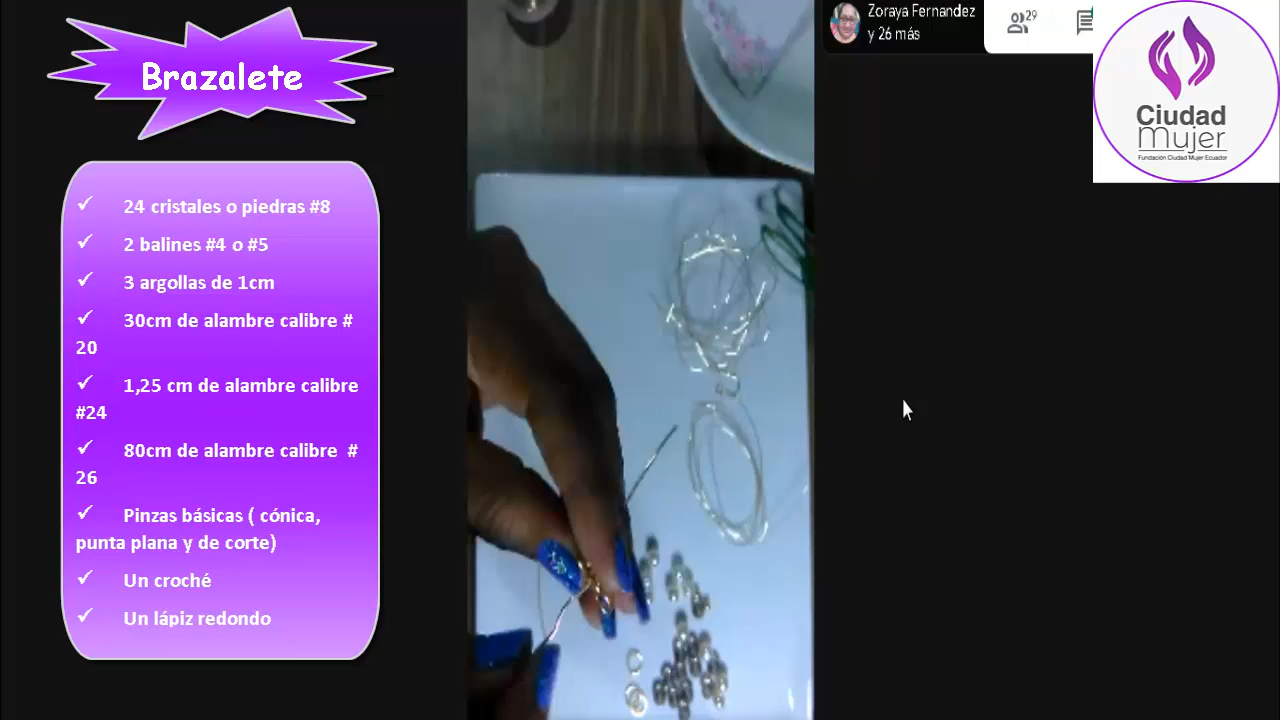 Brazalete
24 cristales o piedras #8
2 balines #4 o #5
3 argollas de 1cm
30cm de alambre calibre #
20
1,25 cm de alambre calibre
#24
80cm de alambre calibre #
26
Pinzas básicas ( cónica,
punta plana y de corte)
Un croché
Un lápiz redondo
Zoraya Fernandez
y 26 más
29
Ciudad
Mujer
Fundación Ciudad Mujer Ecuador